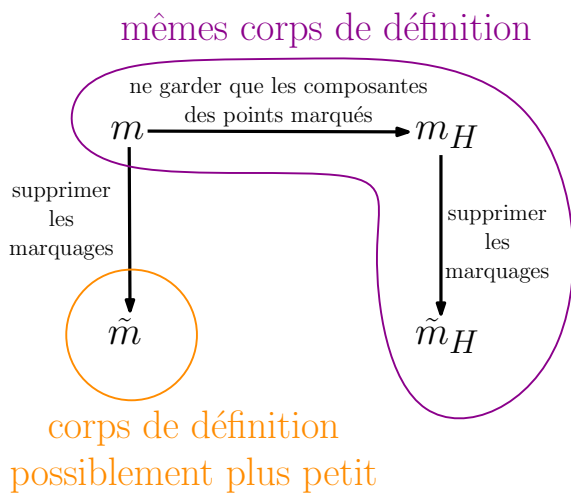 mêmes corps de définition
ne garder que les composantes
des points marqués
m
m_H
supprimer
les
marquages
supprimer
les
marquages
m̃
m̃_H
corps de définition
possiblement plus petit